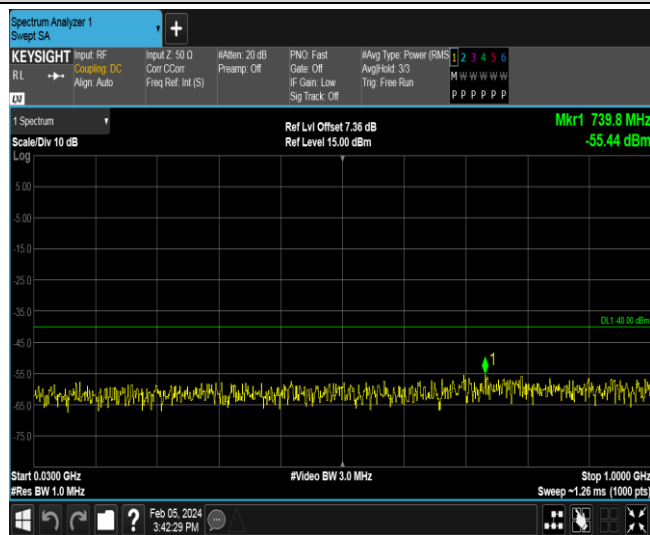 Spectrum Analyzer 1
Swept SA
+
KEYSIGHT
RL
LXI
Input: RF
Coupling: DC
Align: Auto
Input Z: 50 Ω
Corr CCorr
Freq Ref: Int (S)
#Atten: 20 dB
Preamp: Off
PNO: Fast
Gate: Off
IF Gain: Low
Sig Track: Off
#Avg Type: Power (RMS
Avg|Hold: 3/3
Trig: Free Run
1 2 3 4 5 6
M W W W W W
P P P P P P
1 Spectrum
Scale/Div 10 dB
Log
Ref Lvl Offset 7.36 dB
Ref Level 15.00 dBm
Mkr1 739.8 MHz
-55.44 dBm
5.00
-5.00
-15.0
-25.0
-35.0
DL1 -40.00 dBm
-45.0
1
-55.0
-65.0
-75.0
Start 0.0300 GHz
#Res BW 1.0 MHz
#Video BW 3.0 MHz
Stop 1.0000 GHz
Sweep ~1.26 ms (1000 pts)
?
Feb 05, 2024
3:42:29 PM